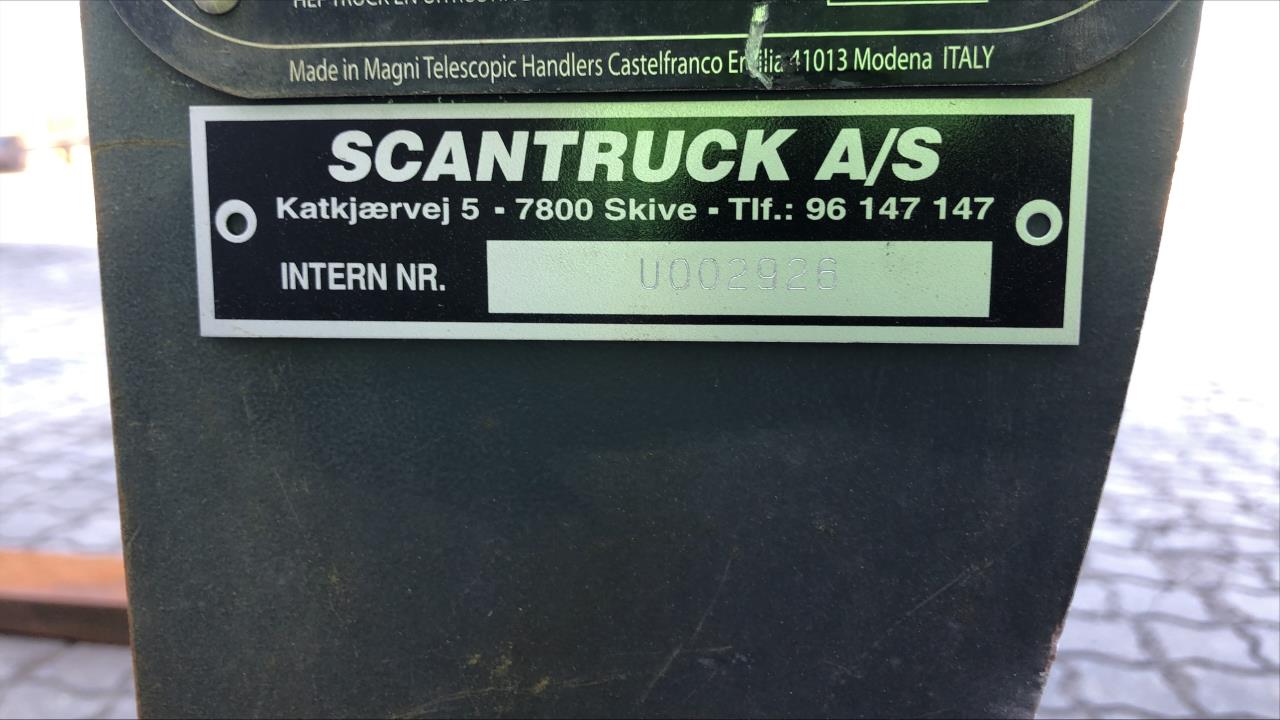 Made in Magni Telescopic Handlers Castelfranco Emilia 41013 Modena ITALY
SCANTRUCK A/S
Katkjærvej 5 - 7800 Skive - Tlf.: 96 147 147
INTERN NR. U002926